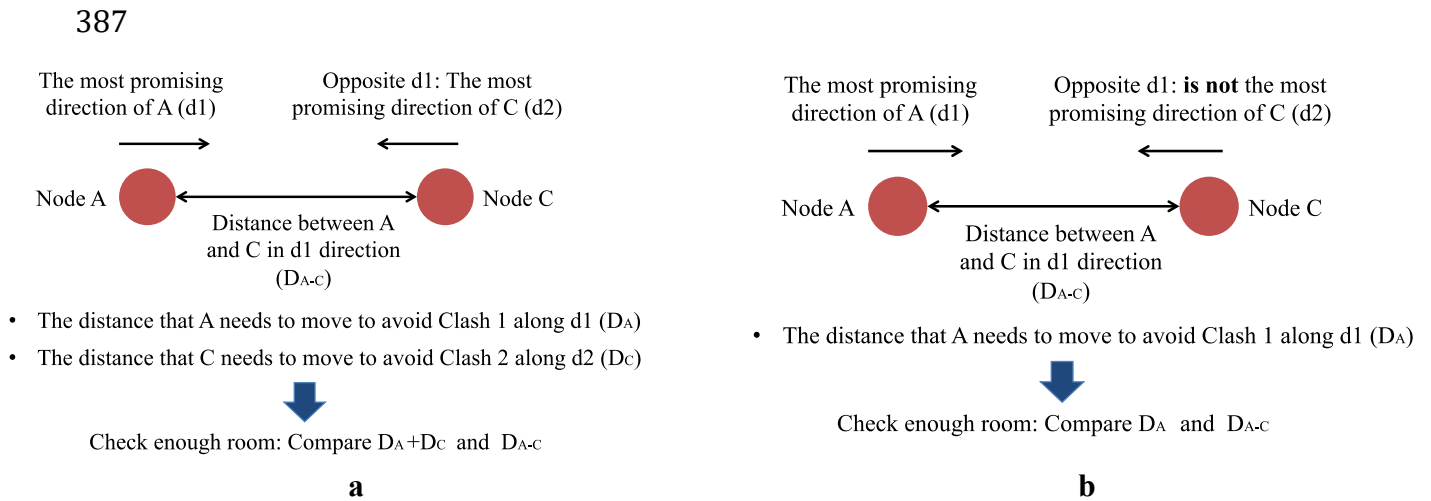 387
The most promising
direction of A (d1)
Opposite d1: The most
promising direction of C (d2)
Node A
Node C
Distance between A
and C in d1 direction
(DA-C)
• The distance that A needs to move to avoid Clash 1 along d1 (DA)
• The distance that C needs to move to avoid Clash 2 along d2 (DC)
Check enough room: Compare DA+DC and DA-C
a
The most promising
direction of A (d1)
Opposite d1: is not the most
promising direction of C (d2)
Node A
Node C
Distance between A
and C in d1 direction
(DA-C)
• The distance that A needs to move to avoid Clash 1 along d1 (DA)
Check enough room: Compare DA and DA-C
b